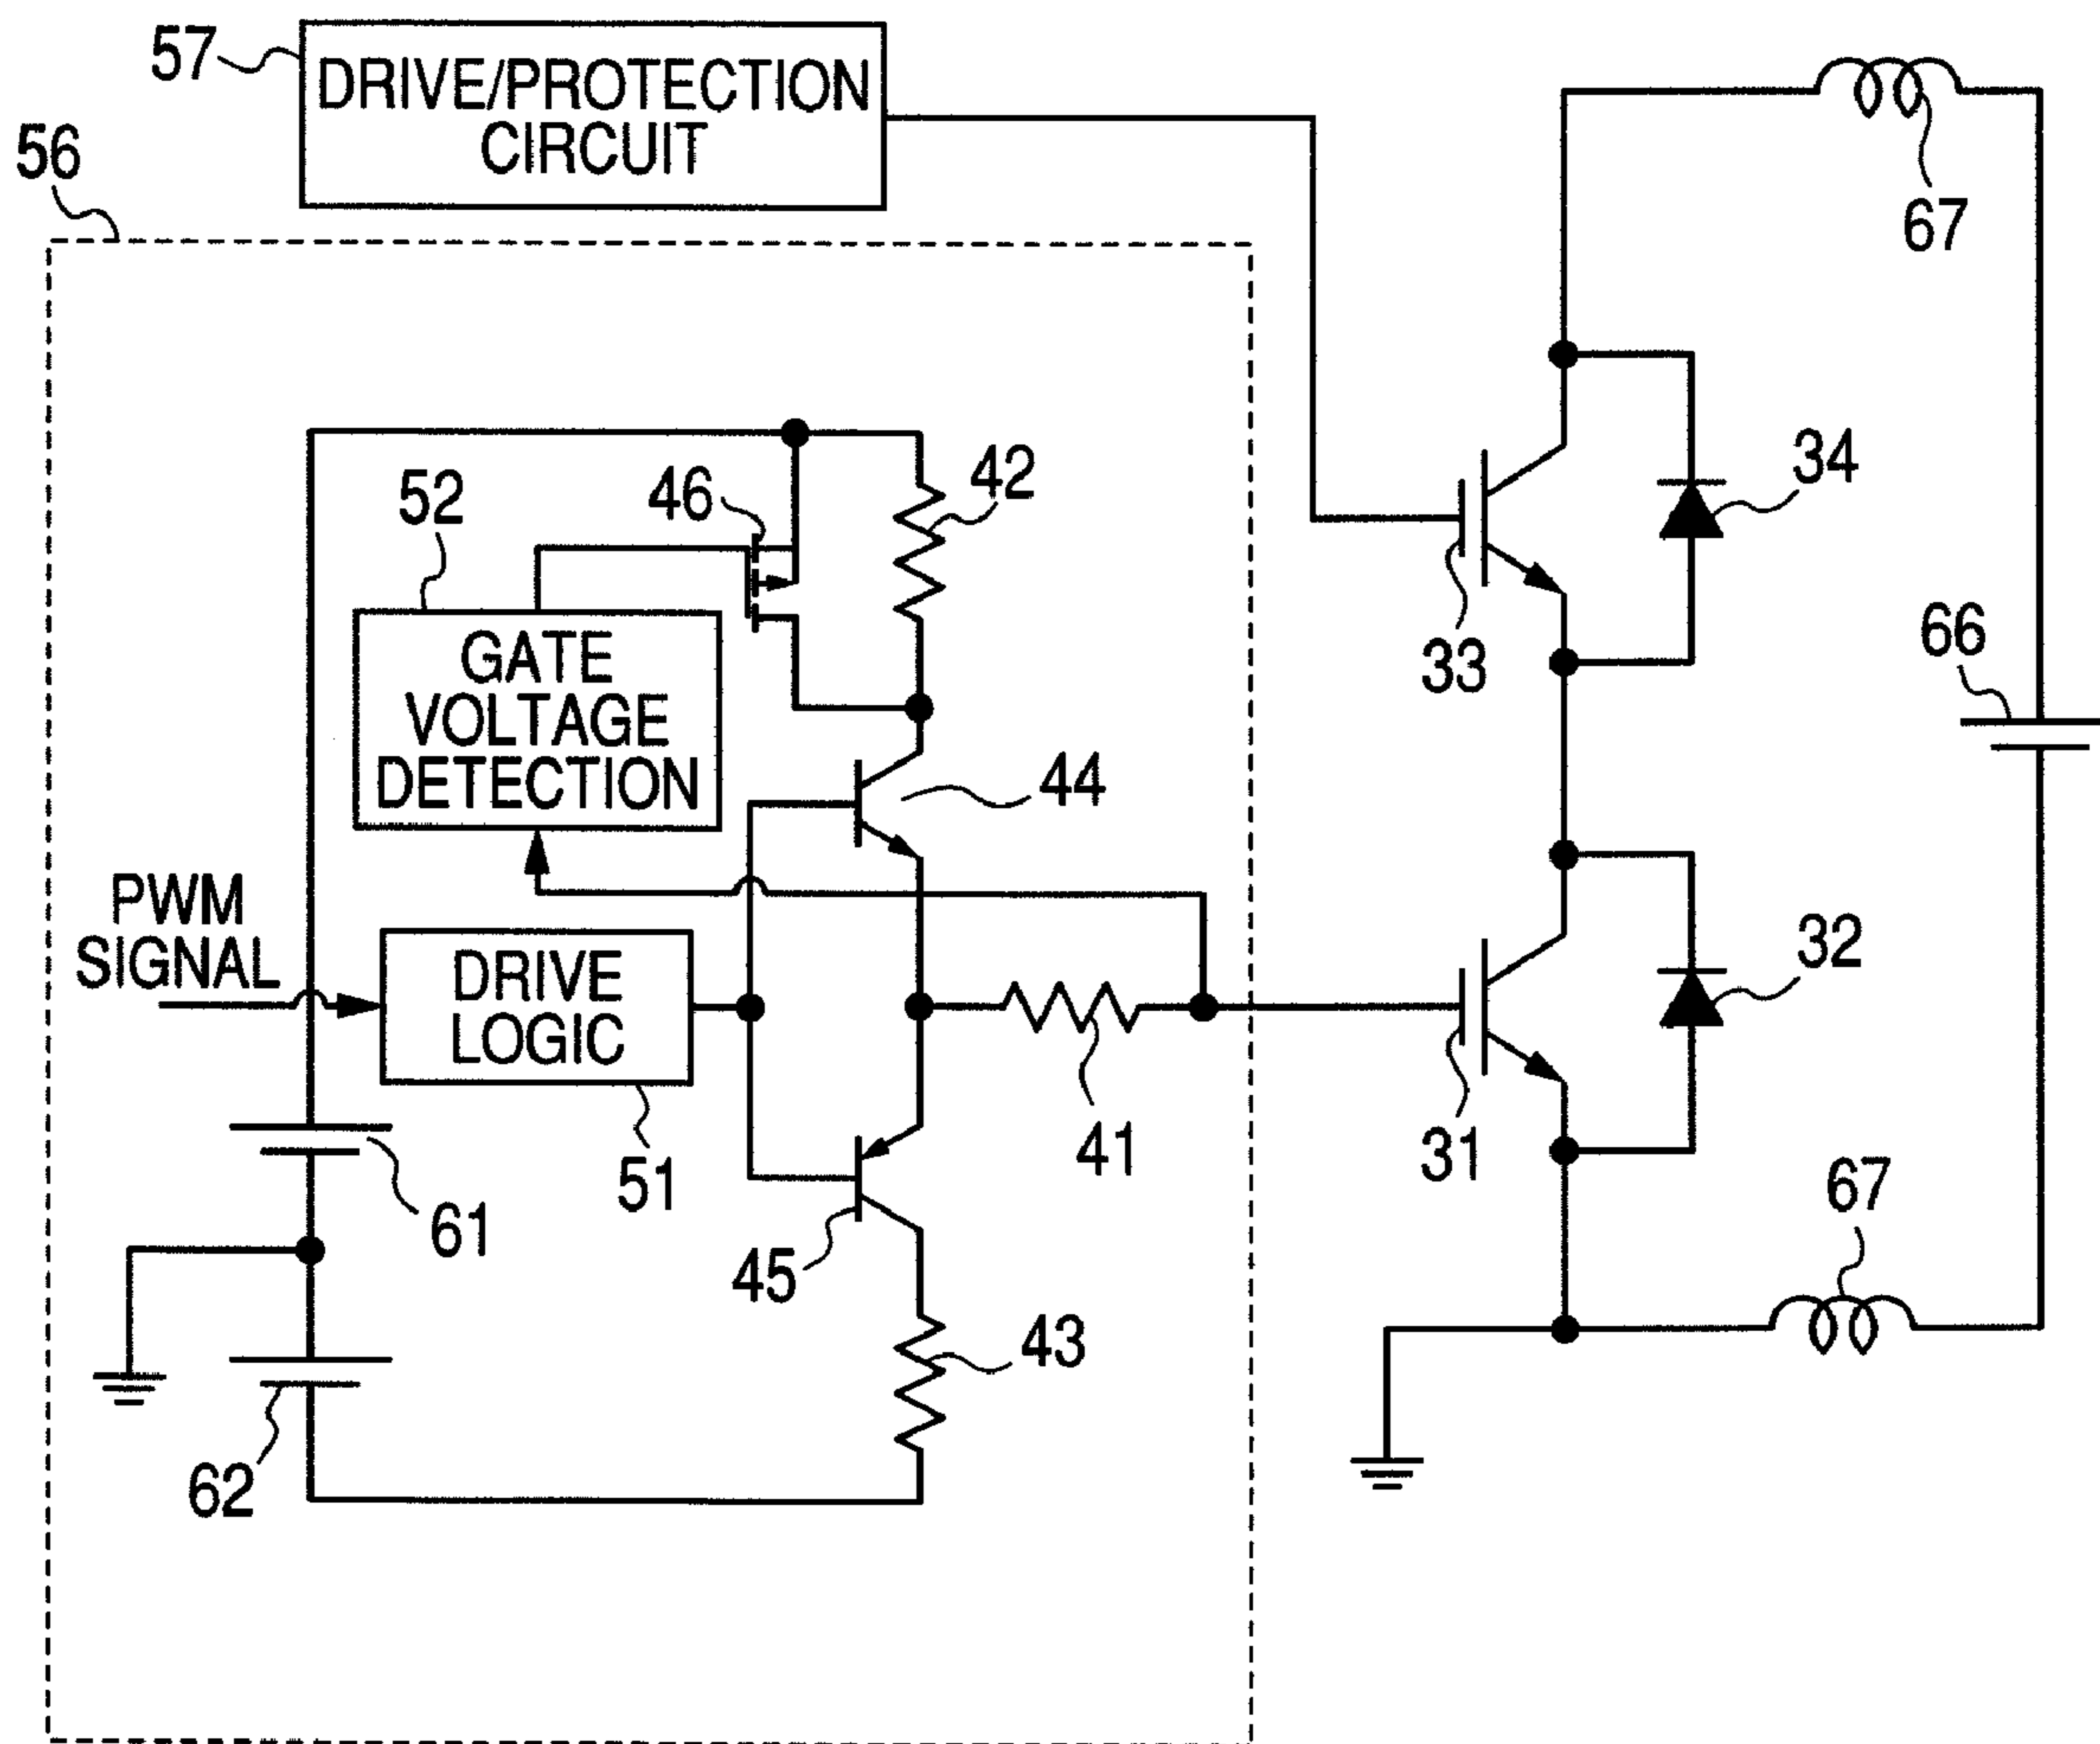 57
DRIVE/PROTECTION
CIRCUIT
56
67
42
46
52
34
GATE
VOLTAGE
DETECTION
33
66
44
PWM
SIGNAL
DRIVE
LOGIC
32
41
31
51
61
45
67
43
62